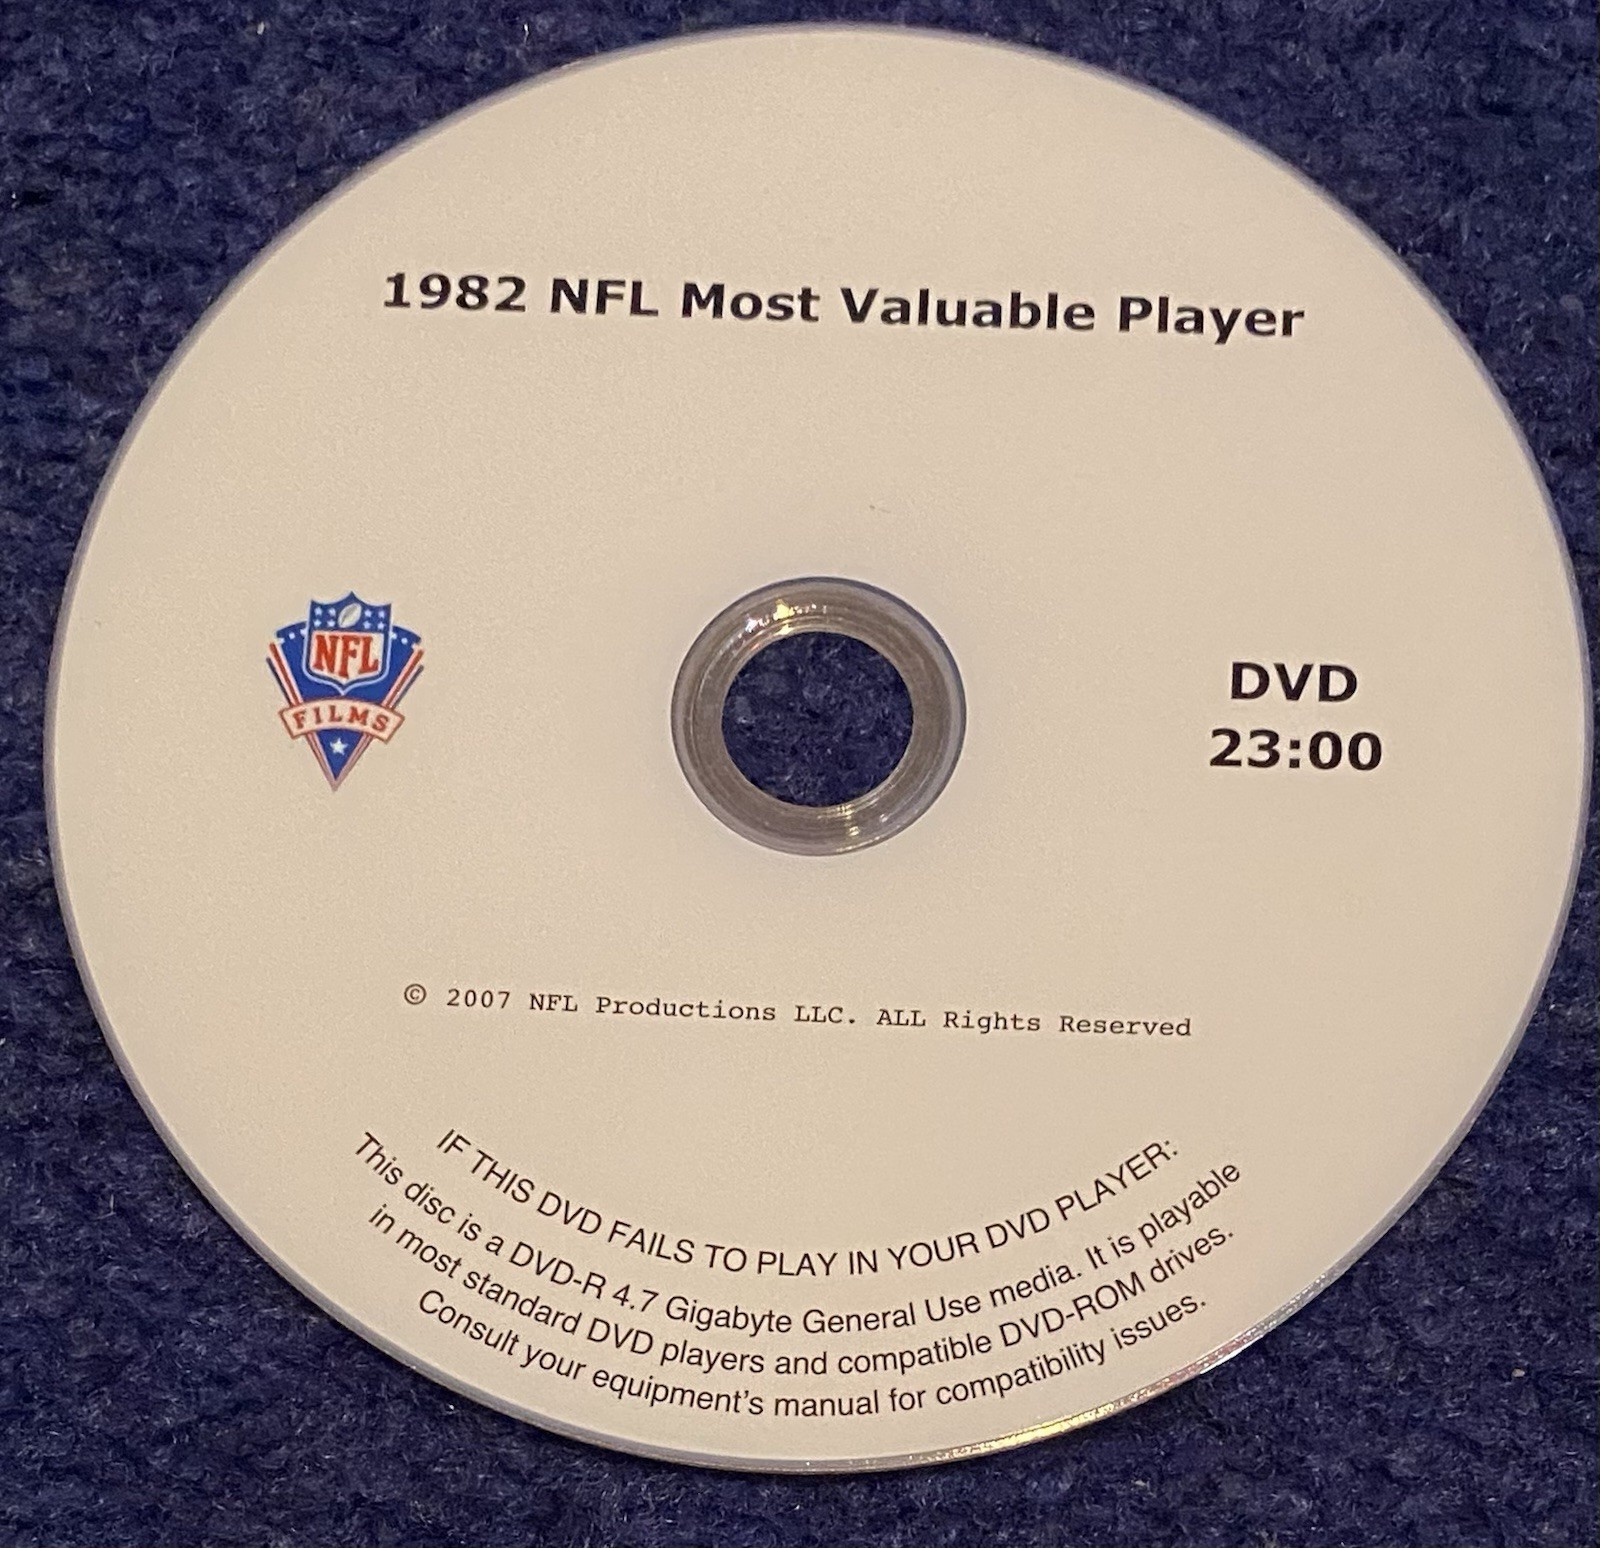 1982 NFL Most Valuable Player
NFL
FILMS
DVD
23:00
© 2007 NFL Productions LLC. ALL Rights Reserved
IF THIS DVD FAILS TO PLAY IN YOUR DVD PLAYER:
This disc is a DVD-R 4.7 Gigabyte General Use media. It is playable
in most standard DVD players and compatible DVD-ROM drives.
Consult your equipment's manual for compatibility issues.